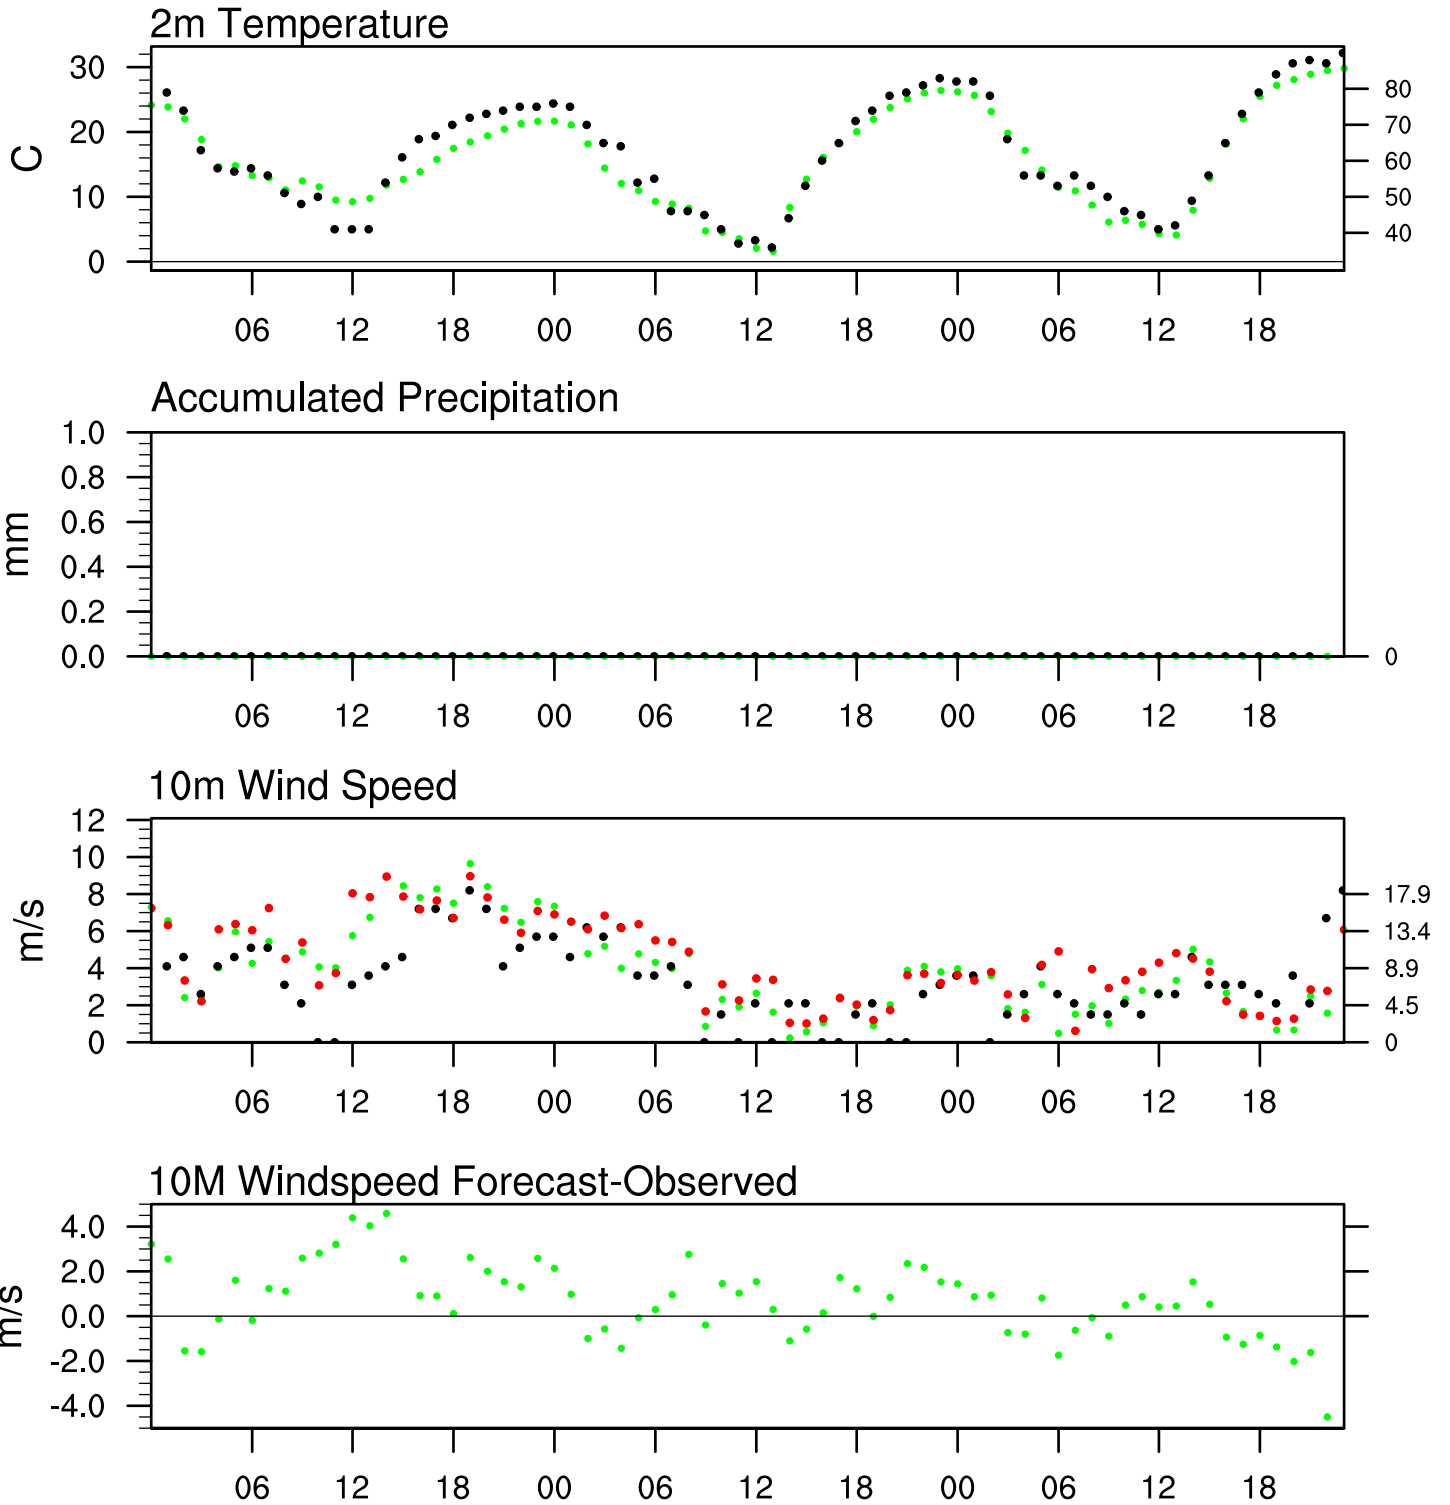 2m Temperature
30
20
10
0
C
80
70
60
50
40
06 12 18 00 06 12 18 00 06 12 18
Accumulated Precipitation
1.0
0.8
0.6
0.4
0.2
0.0
mm
0
06 12 18 00 06 12 18 00 06 12 18
10m Wind Speed
12
10
8
6
4
2
0
m/s
17.9
13.4
8.9
4.5
0
06 12 18 00 06 12 18 00 06 12 18
10M Windspeed Forecast-Observed
4.0
2.0
0.0
-2.0
-4.0
m/s
06 12 18 00 06 12 18 00 06 12 18